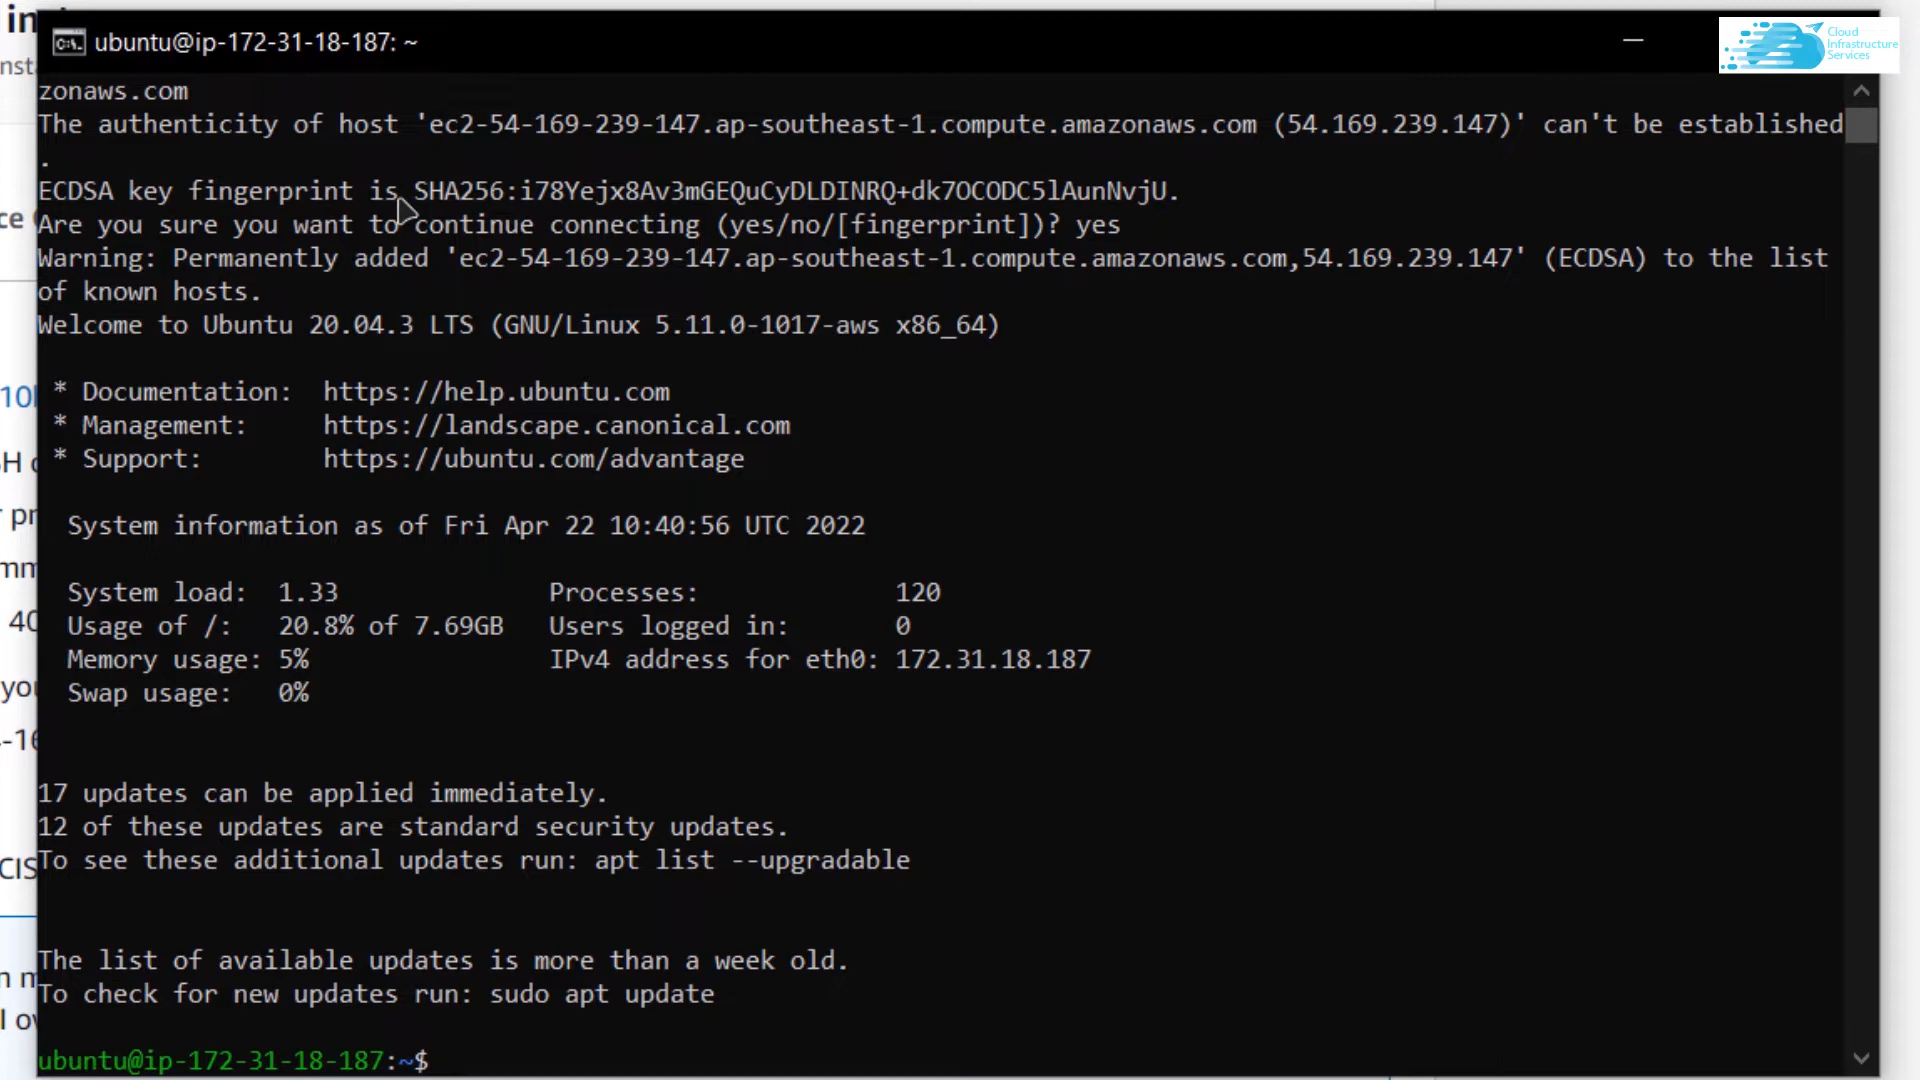 ubuntu@ip-172-31-18-187: ~
Cloud
Infrastructure
Services
zonaws.com
The authenticity of host 'ec2-54-169-239-147.ap-southeast-1.compute.amazonaws.com (54.169.239.147)' can't be established
.
ECDSA key fingerprint is SHA256:i78Yejx8Av3mGEQuCyDLDINRQ+dk7OCODC5lAunNvjU.
Are you sure you want to continue connecting (yes/no/[fingerprint])? yes
Warning: Permanently added 'ec2-54-169-239-147.ap-southeast-1.compute.amazonaws.com,54.169.239.147' (ECDSA) to the list
of known hosts.
Welcome to Ubuntu 20.04.3 LTS (GNU/Linux 5.11.0-1017-aws x86_64)
* Documentation: https://help.ubuntu.com
* Management: https://landscape.canonical.com
* Support: https://ubuntu.com/advantage
System information as of Fri Apr 22 10:40:56 UTC 2022
System load: 1.33 Processes: 120
Usage of /: 20.8% of 7.69GB Users logged in: 0
Memory usage: 5% IPv4 address for eth0: 172.31.18.187
Swap usage: 0%
17 updates can be applied immediately.
12 of these updates are standard security updates.
To see these additional updates run: apt list --upgradable
The list of available updates is more than a week old.
To check for new updates run: sudo apt update
ubuntu@ip-172-31-18-187:~$